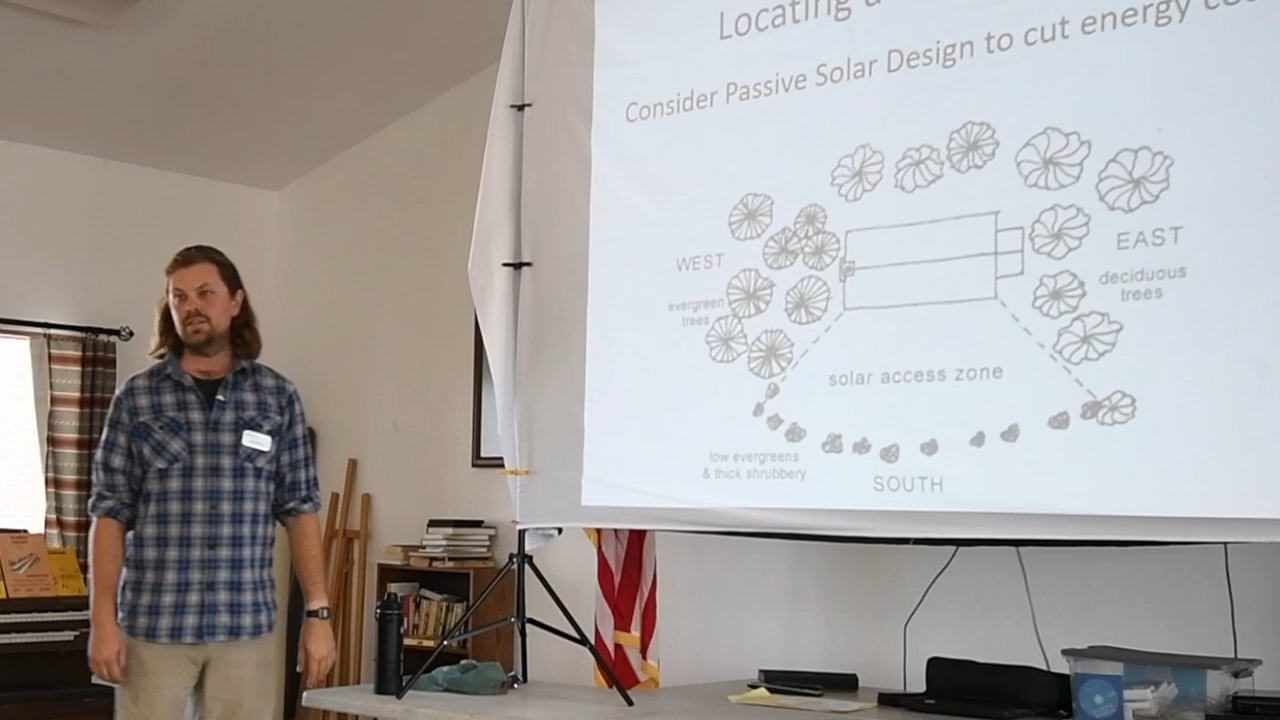 Locating a
Consider Passive Solar Design to cut energy
WEST
EAST
evergreen
trees
deciduous
trees
solar access zone
low evergreens
& thick shrubbery
SOUTH